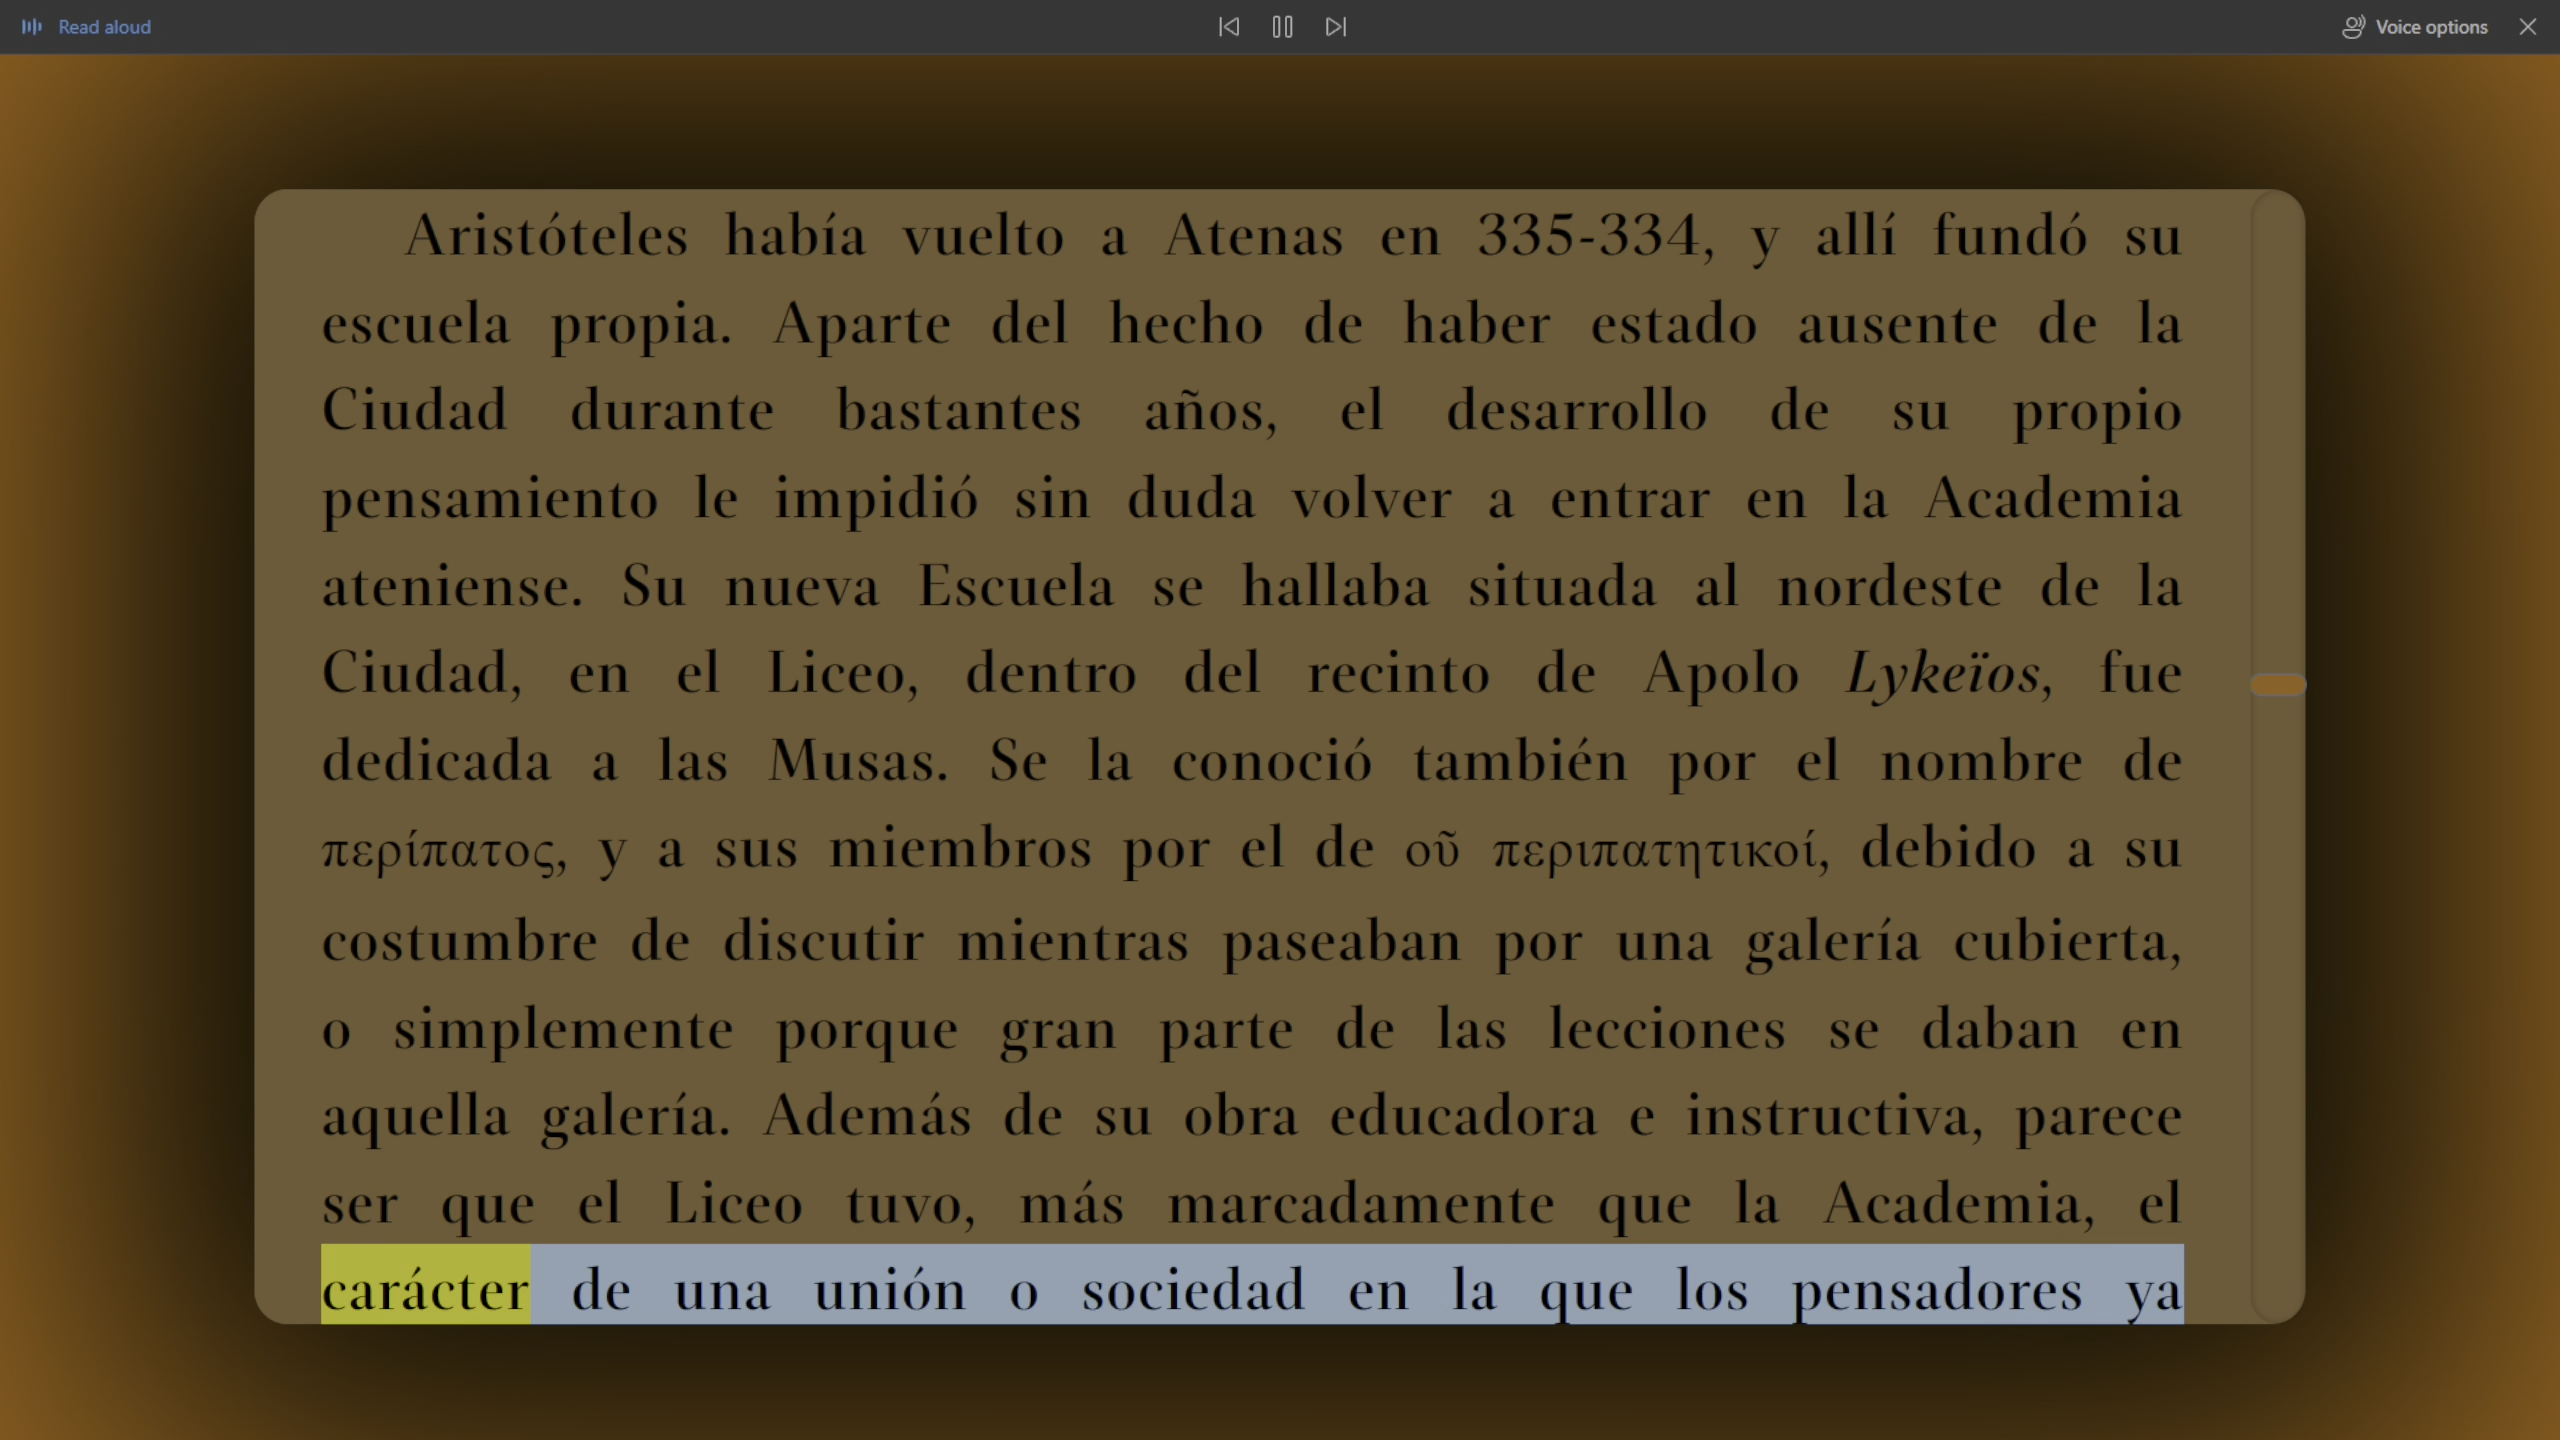 Read aloud
Voice options
Aristóteles había vuelto a Atenas en 335-334, y allí fundó su
escuela propia. Aparte del hecho de haber estado ausente de la
Ciudad durante bastantes años, el desarrollo de su propio
pensamiento le impidió sin duda volver a entrar en la Academia
ateniense. Su nueva Escuela se hallaba situada al nordeste de la
Ciudad, en el Liceo, dentro del recinto de Apolo Lykeïos, fue
dedicada a las Musas. Se la conoció también por el nombre de
περίπατος, y a sus miembros por el de οῦ περιπατητικοί, debido a su
costumbre de discutir mientras paseaban por una galería cubierta,
o simplemente porque gran parte de las lecciones se daban en
aquella galería. Además de su obra educadora e instructiva, parece
ser que el Liceo tuvo, más marcadamente que la Academia, el
carácter de una unión o sociedad en la que los pensadores ya